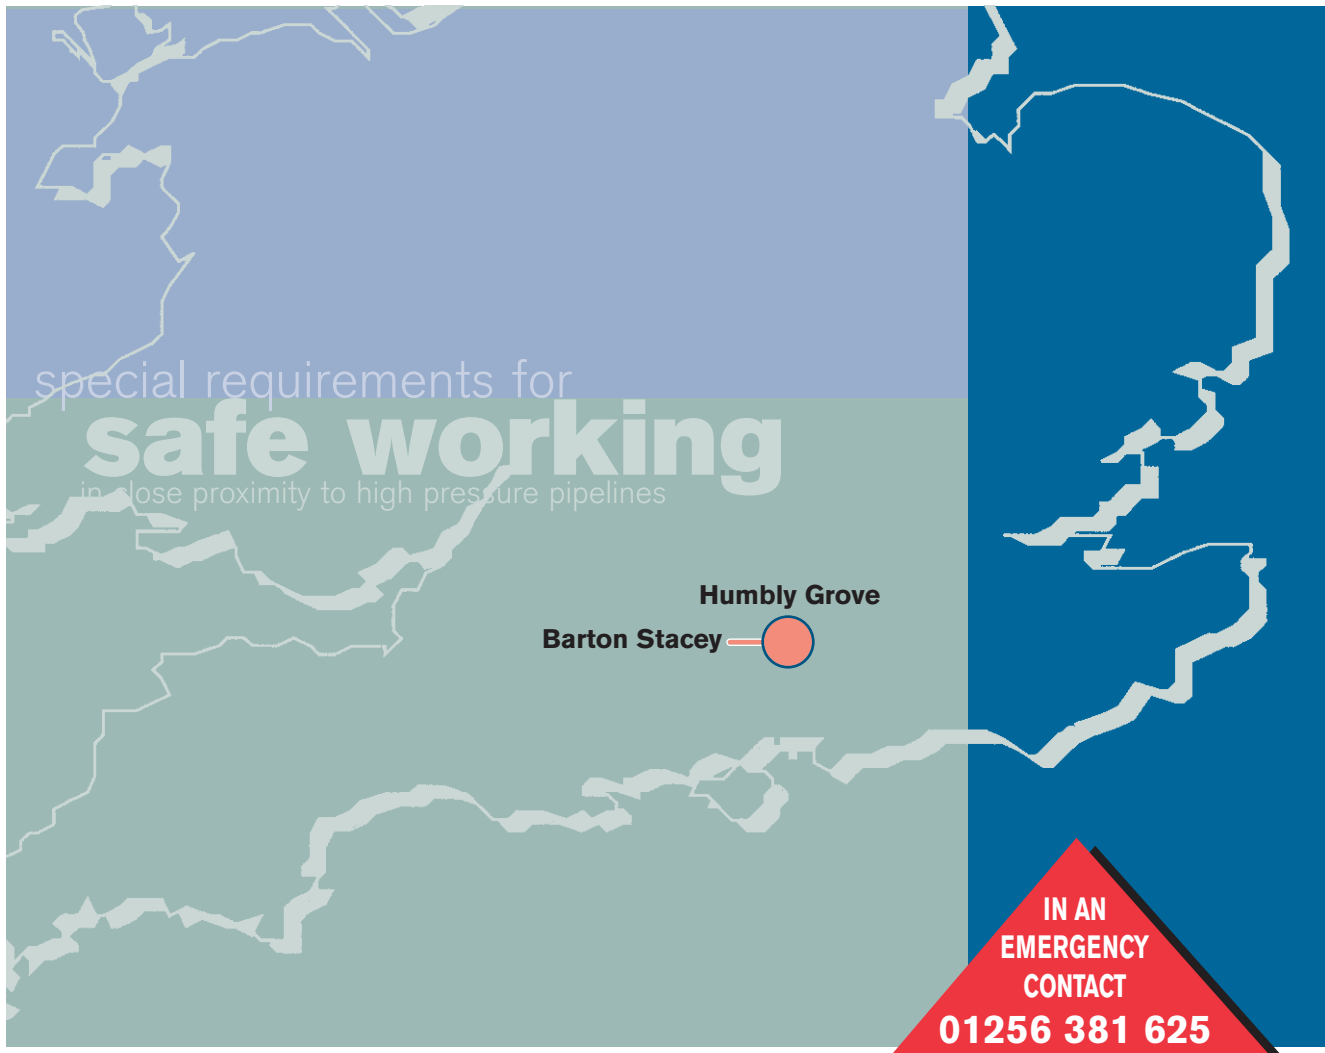 special requirements for
safe working
in close proximity to high pressure pipelines
Humbly Grove
Barton Stacey
IN AN
EMERGENCY
CONTACT
01256 381 625